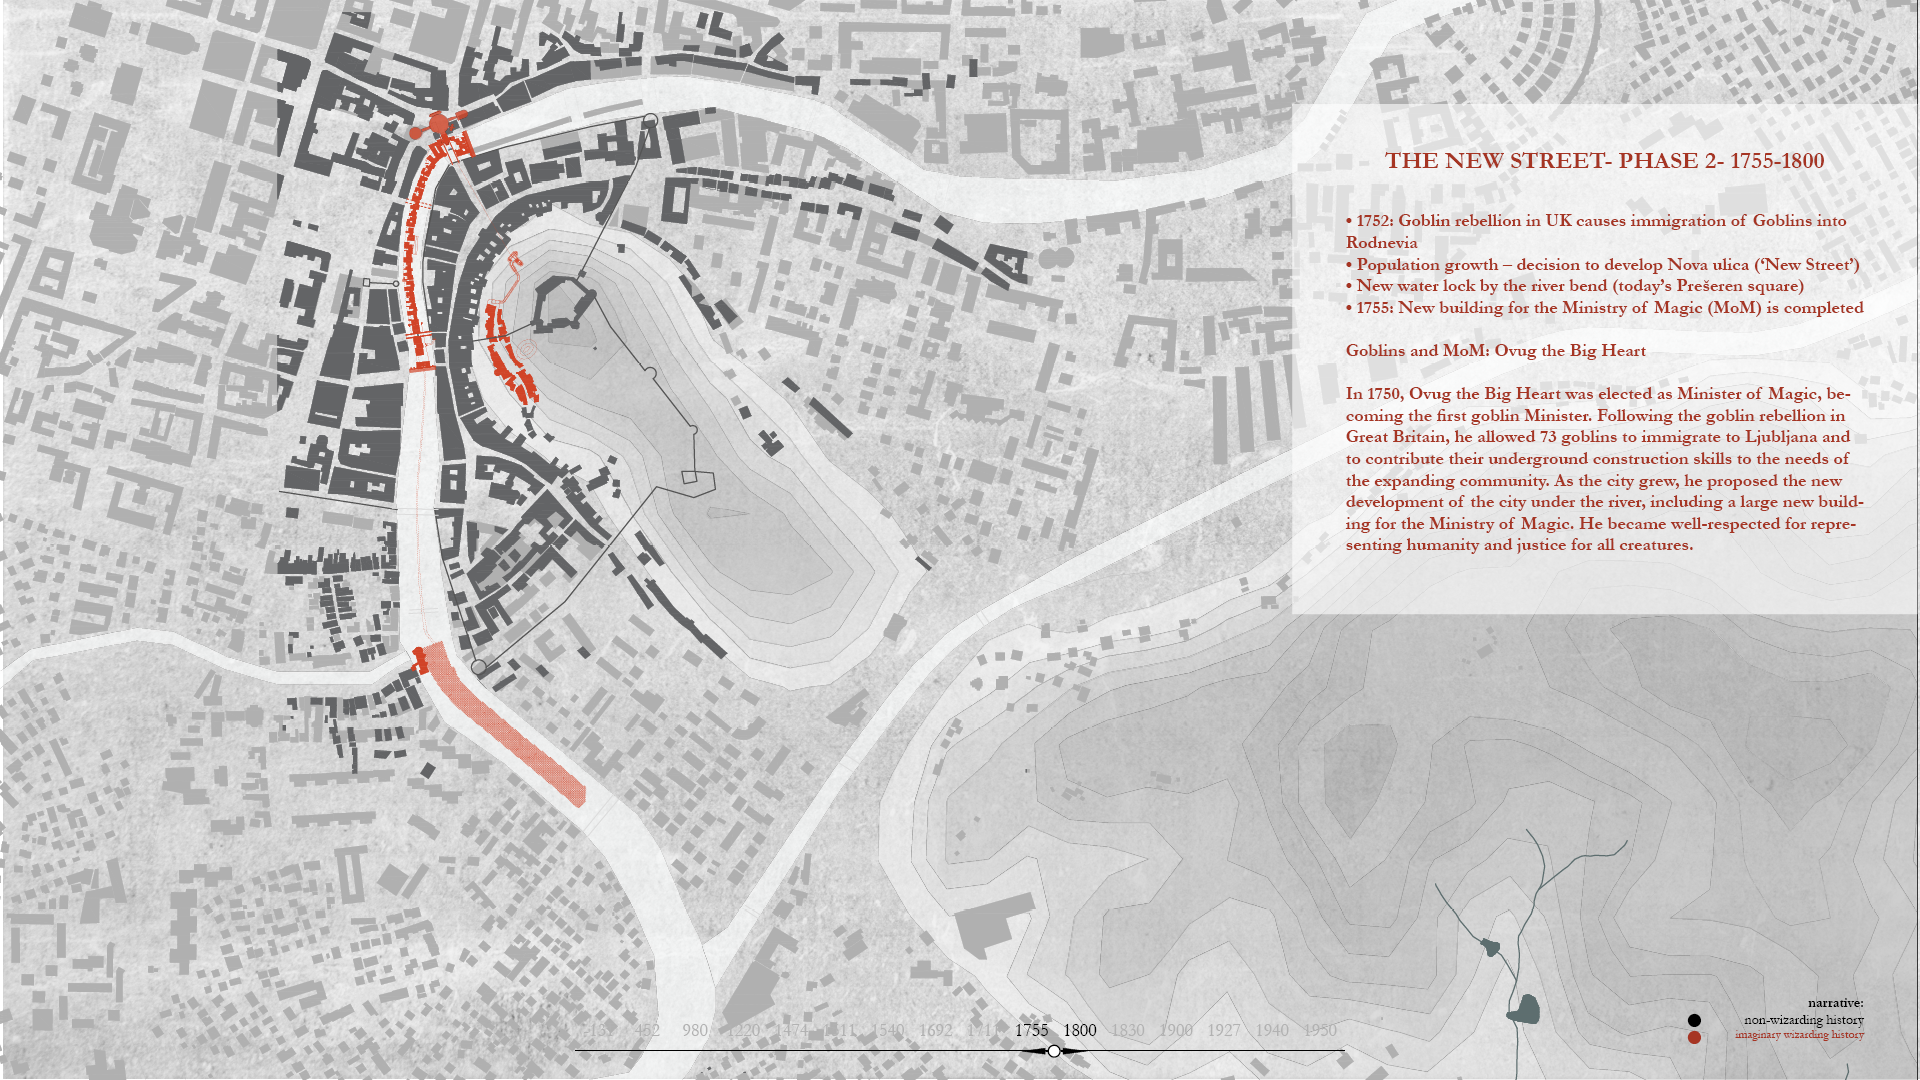 THE NEW STREET- PHASE 2- 1755-1800
• 1752: Goblin rebellion in UK causes immigration of Goblins into
Rodnevia
• Population growth – decision to develop Nova ulica (‘New Street’)
• New water lock by the river bend (today's Prešeren square)
• 1755: New building for the Ministry of Magic (MoM) is completed
Goblins and MoM: Ovug the Big Heart
In 1750, Ovug the Big Heart was elected as Minister of Magic, be-
coming the first goblin Minister. Following the goblin rebellion in
Great Britain, he allowed 73 goblins to immigrate to Ljubljana and
to contribute their underground construction skills to the needs of
the expanding community. As the city grew, he proposed the new
development of the city under the river, including a large new build-
ing for the Ministry of Magic. He became well-respected for repre-
senting humanity and justice for all creatures.
narrative:
non-wizarding history
imaginary wizarding history
452 980 1220 1474 1511 1540 1692 1755 1800 1830 1900 1927 1940 1950